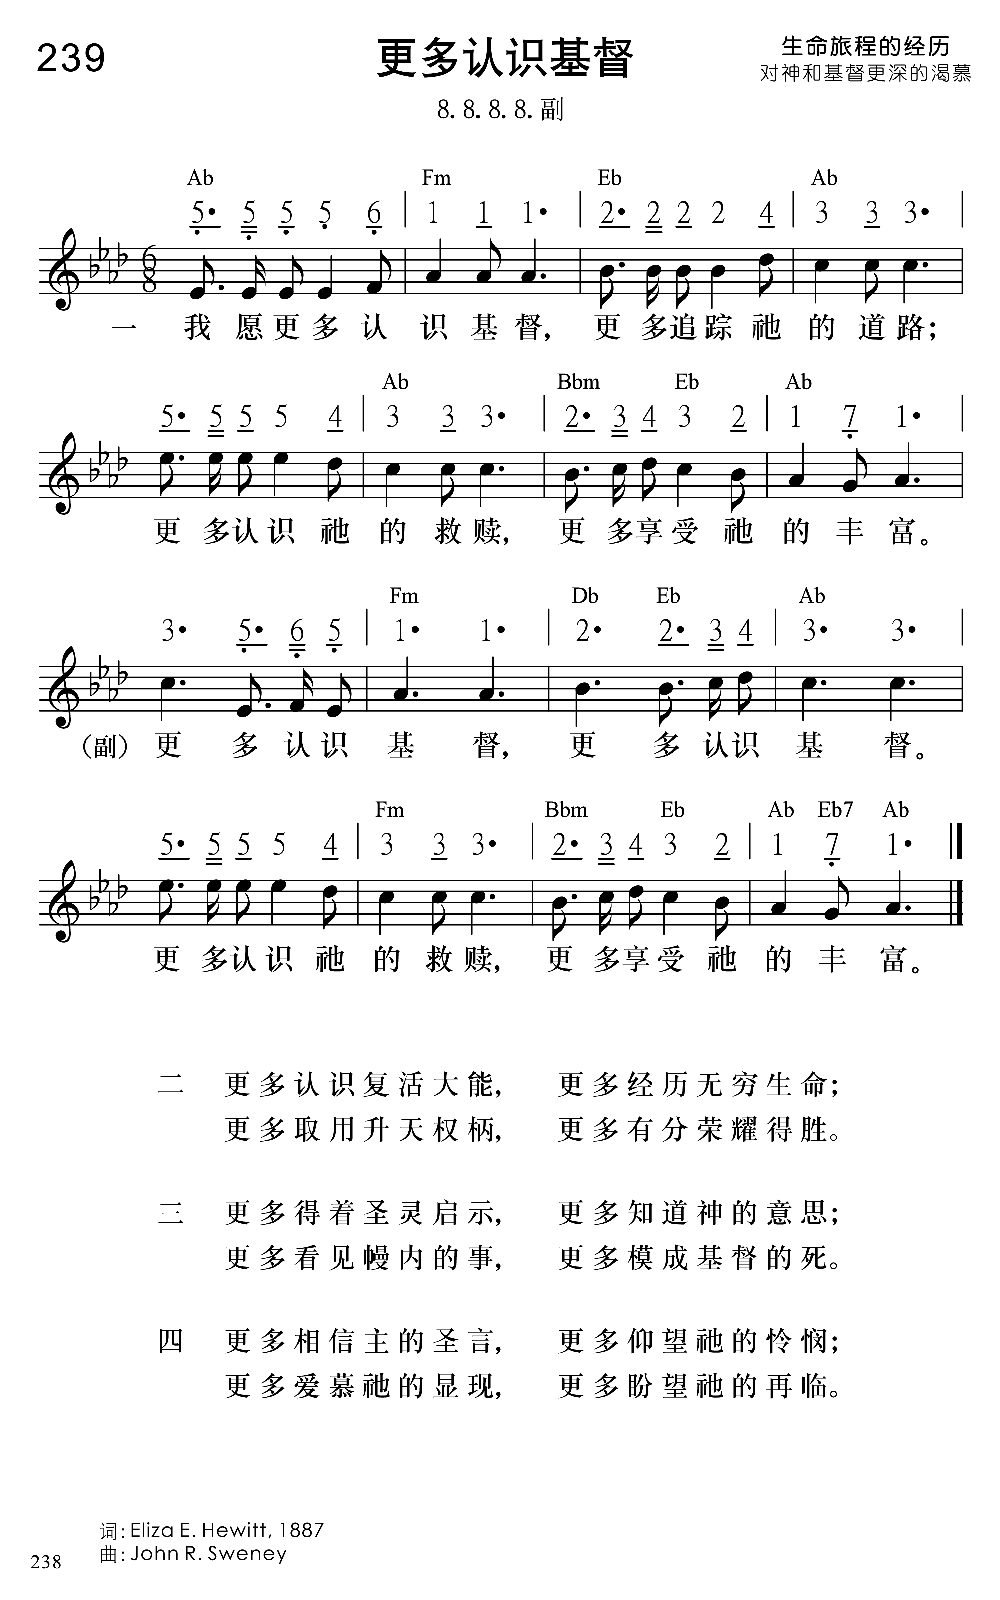 239
更多认识基督
生命旅程的经历
对神和基督更深的渴慕
8. 8. 8. 8. 副
Ab Fm Eb Ab
5• 5 5 5 6 | 1 1 1• | 2• 2 2 2 4 | 3 3 3• |
6/8
一 我愿更多认识基督, 更多追踪祂的道路;
Ab Bbm Eb Ab
5• 5 5 5 4 | 3 3 3• | 2• 3 4 3 2 | 1 7 1• |
更多认识祂的救赎, 更多享受祂的丰富。
Fm Db Eb Ab
3• 5• 6 5 | 1• 1• | 2• 2• 3 4 | 3• 3• |
(副) 更多认识基督, 更多认识基督。
Fm Bbm Eb Ab Eb7 Ab
5• 5 5 5 4 | 3 3 3• | 2• 3 4 3 2 | 1 7 1• ‖
更多认识祂的救赎, 更多享受祂的丰富。
二 更多认识复活大能, 更多经历无穷生命;
更多取用升天权柄, 更多有分荣耀得胜。
三 更多得着圣灵启示, 更多知道神的意思;
更多看见幔内的事, 更多模成基督的死。
四 更多相信主的圣言, 更多仰望祂的怜悯;
更多爱慕祂的显现, 更多盼望祂的再临。
词: Eliza E. Hewitt, 1887
曲: John R. Sweney
238